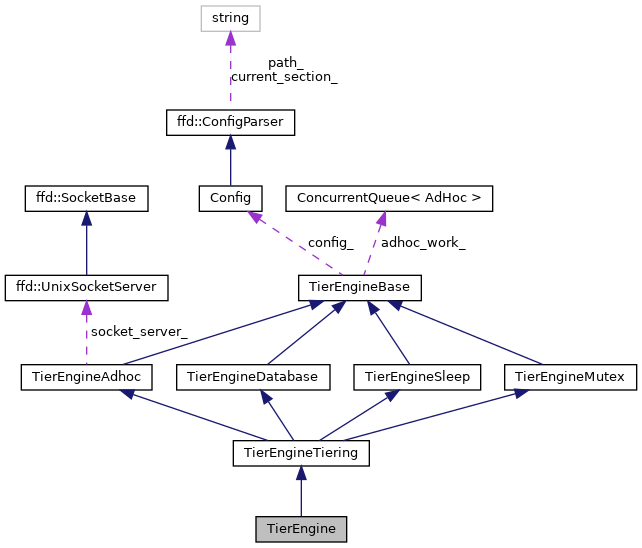 string
path_
current_section_
ffd::ConfigParser
ffd::SocketBase
Config
ConcurrentQueue< AdHoc >
config_
adhoc_work_
ffd::UnixSocketServer
TierEngineBase
socket_server_
TierEngineAdhoc
TierEngineDatabase
TierEngineSleep
TierEngineMutex
TierEngineTiering
TierEngine